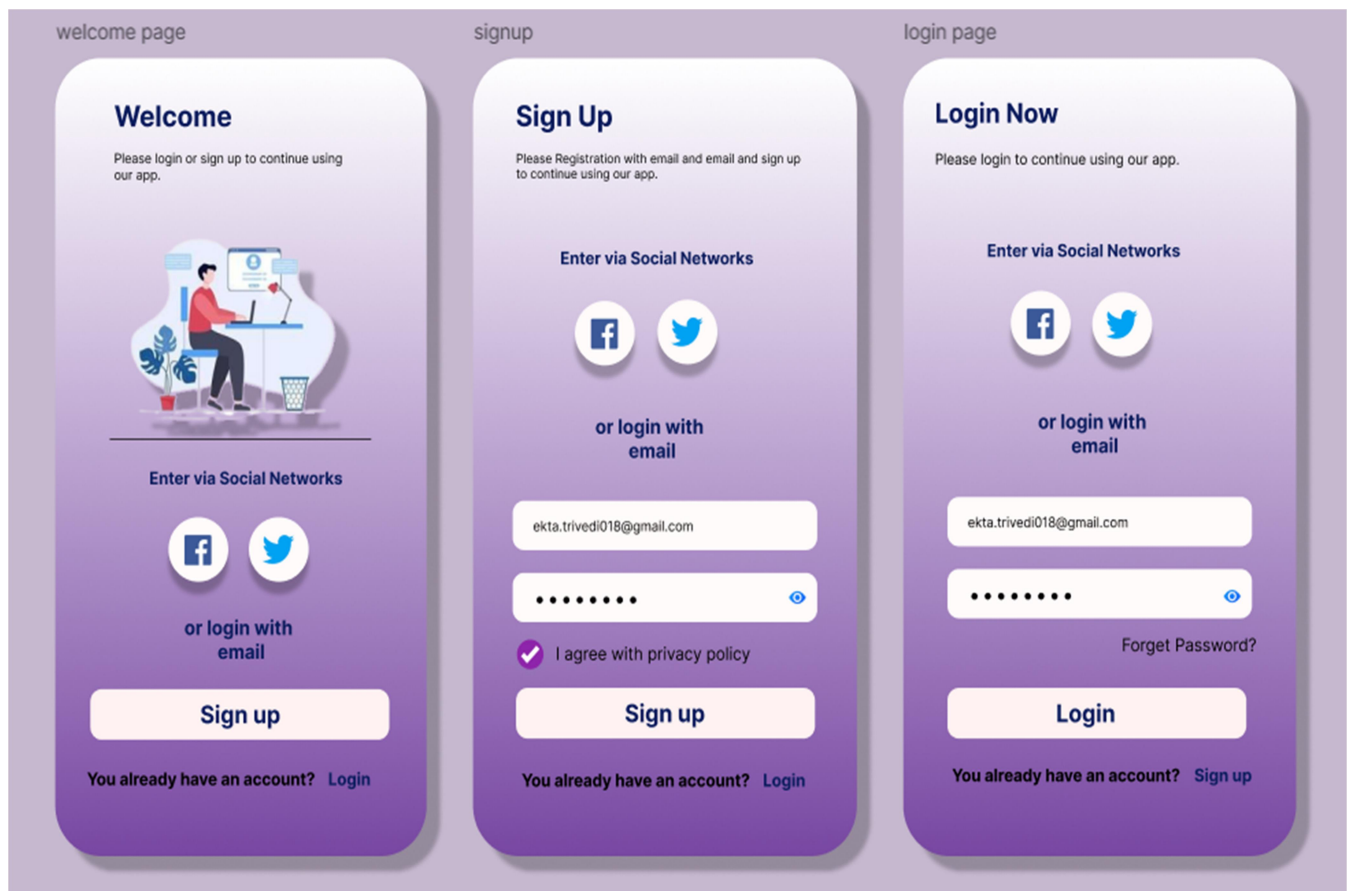 welcome page
Welcome
Please login or sign up to continue using
our app.
Enter via Social Networks
or login with
email
Sign up
You already have an account? Login
signup
Sign Up
Please Registration with email and email and sign up
to continue using our app.
Enter via Social Networks
or login with
email
ekta.trivedi018@gmail.com
I agree with privacy policy
Sign up
You already have an account? Login
login page
Login Now
Please login to continue using our app.
Enter via Social Networks
or login with
email
ekta.trivedi018@gmail.com
Forget Password?
Login
You already have an account? Sign up